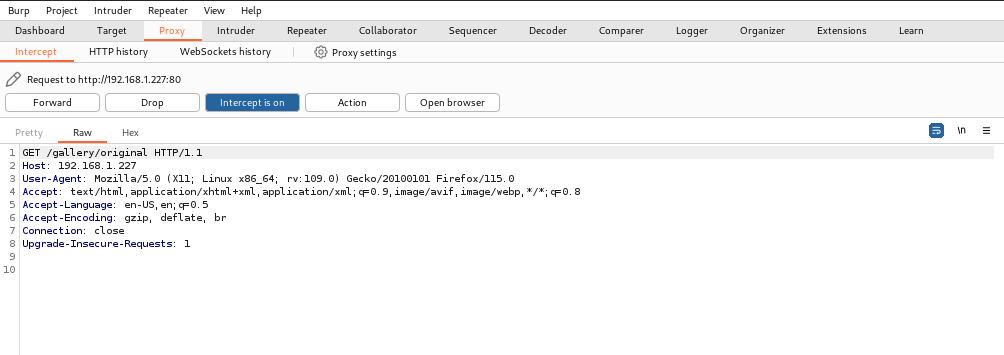 Burp Project Intruder Repeater View Help
Dashboard Target Proxy Intruder Repeater Collaborator Sequencer Decoder Comparer Logger Organizer Extensions Learn
Intercept HTTP history WebSockets history Proxy settings
Request to http://192.168.1.227:80
Forward Drop Intercept is on Action Open browser
Pretty Raw Hex \n
1 GET /gallery/original HTTP/1.1
2 Host: 192.168.1.227
3 User-Agent: Mozilla/5.0 (X11; Linux x86_64; rv:109.0) Gecko/20100101 Firefox/115.0
4 Accept: text/html,application/xhtml+xml,application/xml;q=0.9,image/avif,image/webp,*/*;q=0.8
5 Accept-Language: en-US,en;q=0.5
6 Accept-Encoding: gzip, deflate, br
7 Connection: close
8 Upgrade-Insecure-Requests: 1
9
10